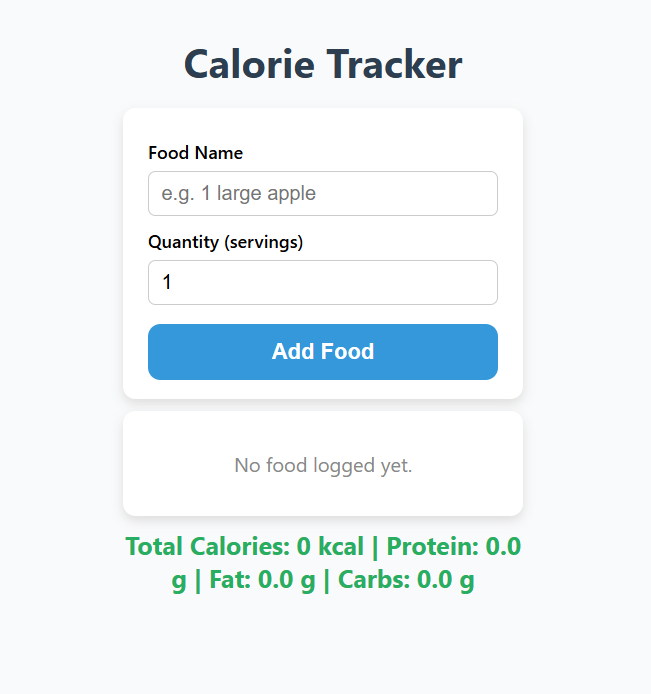 Calorie Tracker
Food Name
e.g. 1 large apple
Quantity (servings)
1
Add Food
No food logged yet.
Total Calories: 0 kcal | Protein: 0.0
g | Fat: 0.0 g | Carbs: 0.0 g